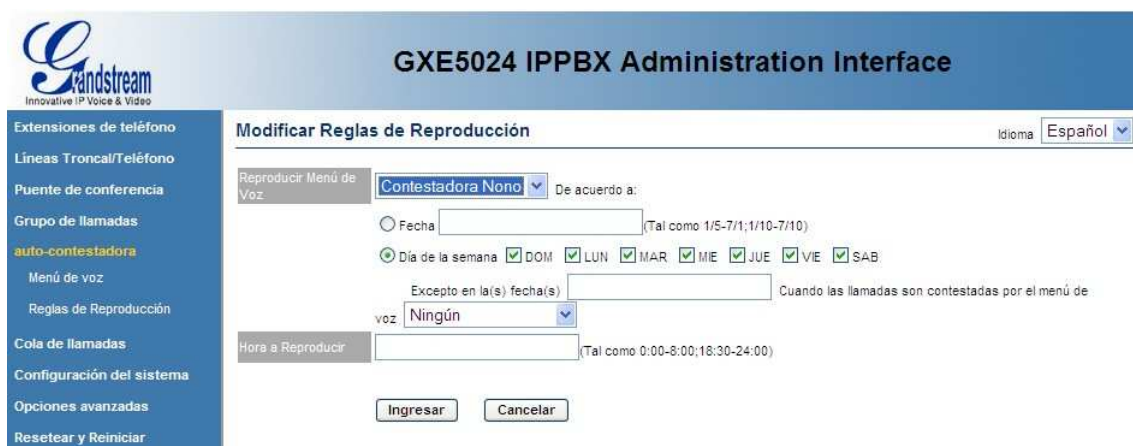 Grandstream
Innovative IP Voice & Video
GXE5024 IPPBX Administration Interface
Extensiones de teléfono
Líneas Troncal/Teléfono
Puente de conferencia
Grupo de llamadas
auto-contestadora
Menú de voz
Reglas de Reproducción
Cola de llamadas
Configuración del sistema
Opciones avanzadas
Resetear y Reiniciar
Modificar Reglas de Reproducción
Idioma Español
Reproducir Menú de
Voz
Contestadora Nono De acuerdo a:
Fecha (Tal como 1/5-7/1;1/10-7/10)
Día de la semana DOM LUN MAR MIE JUE VIE SAB
Excepto en la(s) fecha(s) Cuando las llamadas son contestadas por el menú de
voz Ningún
Hora a Reproducir (Tal como 0:00-8:00;18:30-24:00)
Ingresar Cancelar